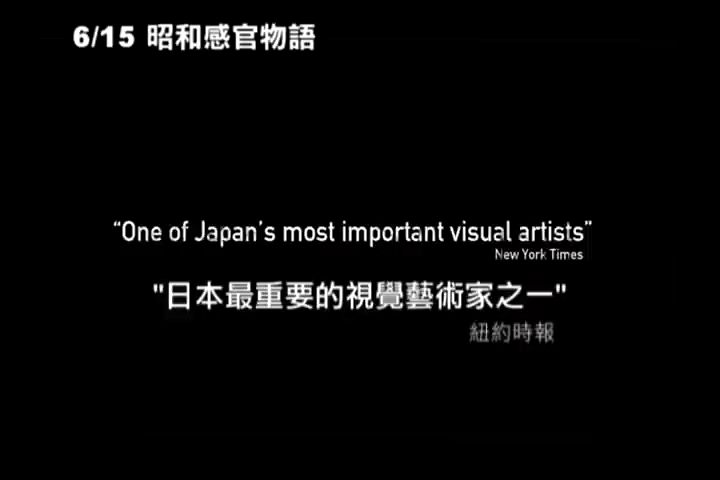 6/15 昭和感官物語
“One of Japan’s most important visual artists”
New York Times
"日本最重要的視覺藝術家之一"
紐約時報